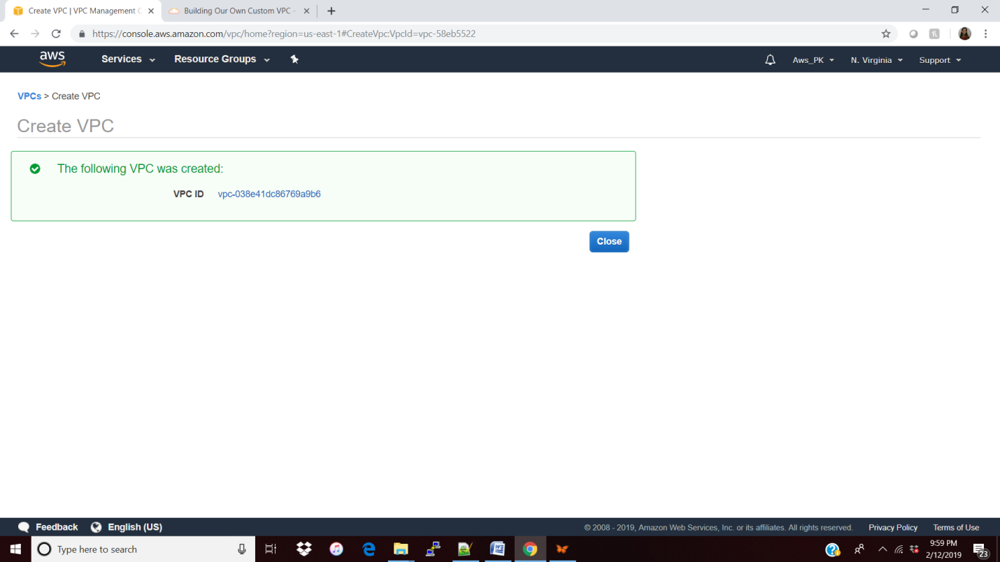 Create VPC | VPC Management C
Building Our Own Custom VPC -
https://console.aws.amazon.com/vpc/home?region=us-east-1#CreateVpc:VpcId=vpc-58eb5522
aws Services Resource Groups Aws_PK N. Virginia Support
VPCs > Create VPC
Create VPC
The following VPC was created:
VPC ID vpc-038e41dc86769a9b6
Close
Feedback English (US) © 2008 - 2019, Amazon Web Services, Inc. or its affiliates. All rights reserved. Privacy Policy Terms of Use
Type here to search
9:59 PM
2/12/2019
23